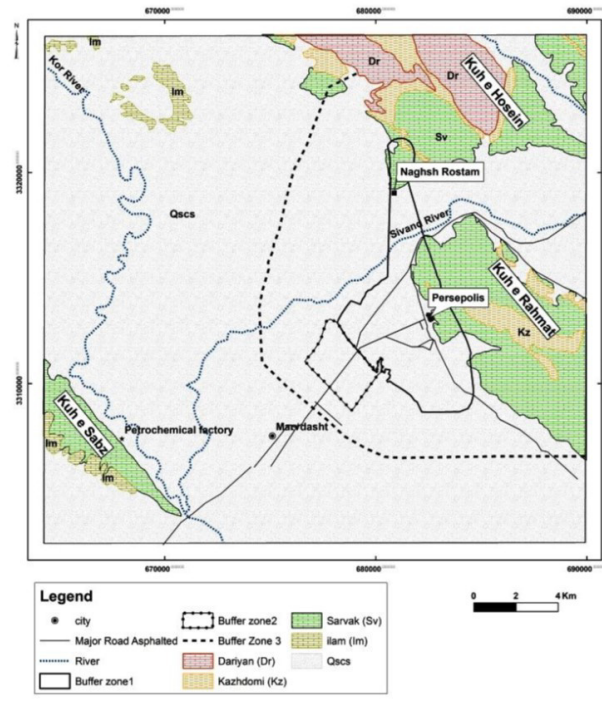 670000
680000
690000
N
Im
Kor River
Im
Dr
Dr
Kuh e Hosein
Sv
3320000
Naghsh Rostam
Qscs
Sivand River
Kuh e Rahmat
Persepolis
Kz
3310000
Kuh e Sabz
Petrochemical factory
Marvdasht
Im
Im
670000
680000
690000
Legend
city
Major Road Asphalted
River
Buffer zone1
Buffer zone2
Buffer Zone 3
Dariyan (Dr)
Kazhdomi (Kz)
Sarvak (Sv)
ilam (Im)
Qscs
0 2 4 Km